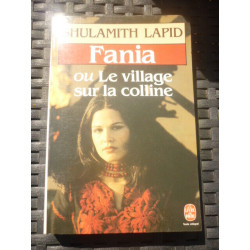 SHULAMITH LAPID
Fania
ou Le village
sur la colline